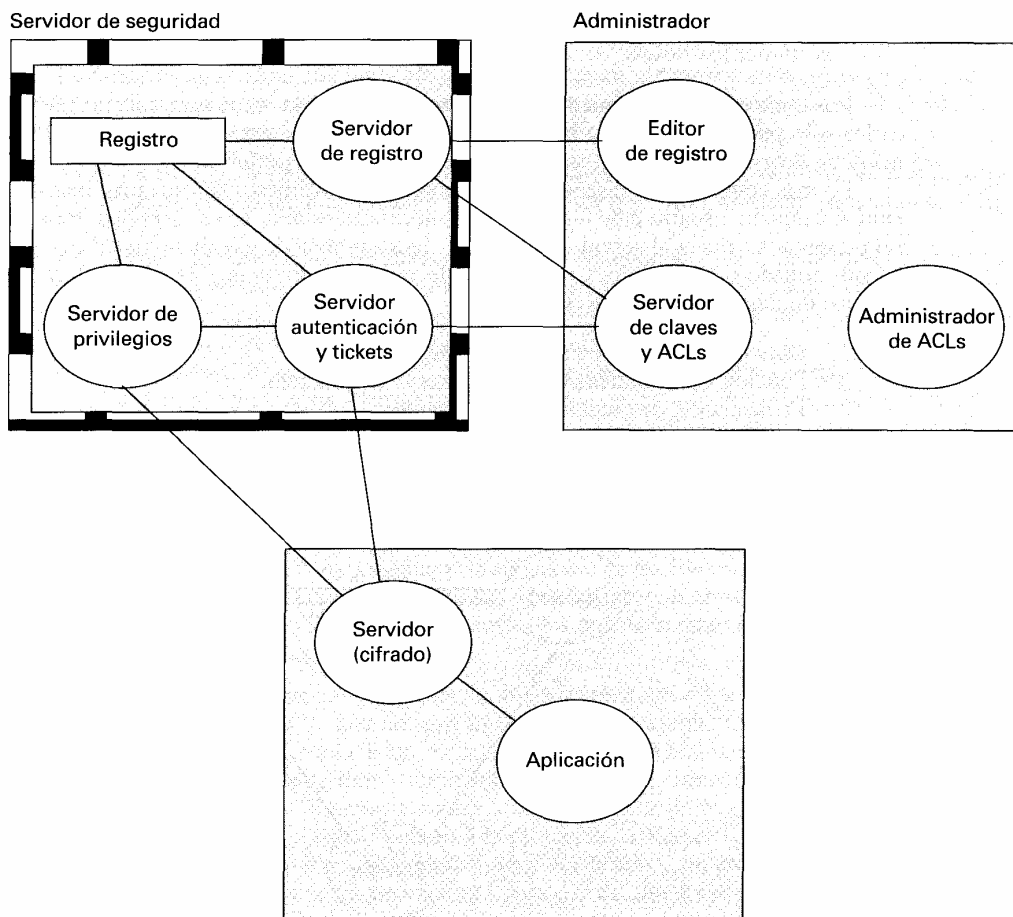 Servidor de seguridad
Administrador
Registro
Servidor
de registro
Editor
de registro
Servidor de
privilegios
Servidor
autenticación
y tickets
Servidor
de claves
y ACLs
Administrador
de ACLs
Servidor
(cifrado)
Aplicación